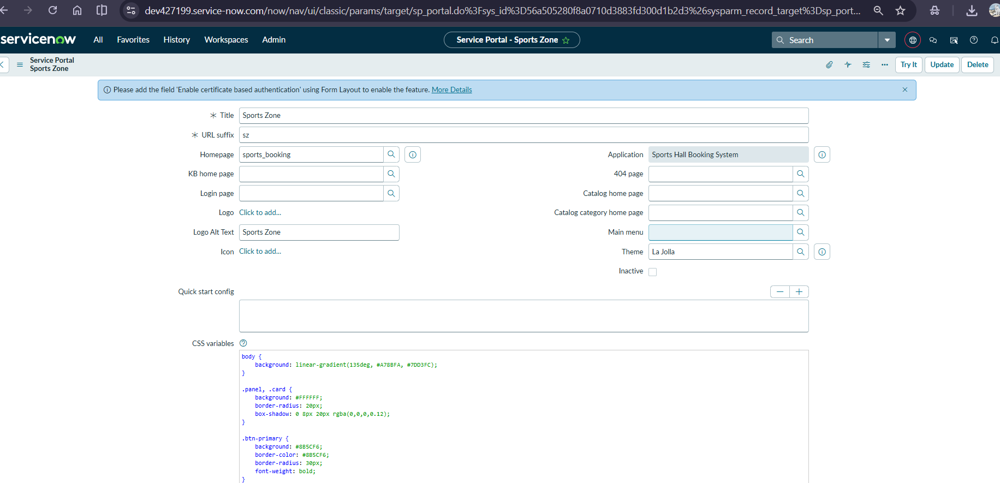 dev427199.service-now.com/now/nav/ui/classic/params/target/sp_portal.do%3Fsys_id%3D56a505280f8a0710d3883fd300d1b2d3%26sysparm_record_target%3Dsp_port...
servicenow All Favorites History Workspaces Admin Service Portal - Sports Zone Search
Service Portal
Sports Zone
Try It Update Delete
Please add the field 'Enable certificate based authentication' using Form Layout to enable the feature. More Details
Title Sports Zone
URL suffix sz
Homepage sports_booking Application Sports Hall Booking System
KB home page 404 page
Login page Catalog home page
Logo Click to add... Catalog category home page
Logo Alt Text Sports Zone Main menu
Icon Click to add... Theme La Jolla
Inactive
Quick start config
CSS variables
body {
background: linear-gradient(135deg, #A78BFA, #7DD3FC);
}
.panel, .card {
background: #FFFFFF;
border-radius: 20px;
box-shadow: 0 8px 20px rgba(0,0,0,0.12);
}
.btn-primary {
background: #8B5CF6;
border-color: #8B5CF6;
border-radius: 30px;
font-weight: bold;
}